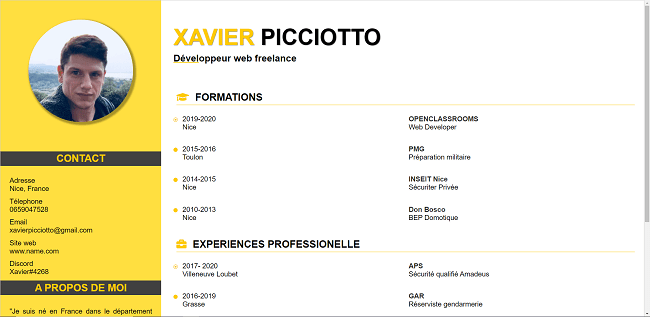 XAVIER PICCIOTTO
Développeur web freelance
CONTACT
Adresse
Nice, France
Télephone
0659047528
Email
xavierpicciotto@gmail.com
Site web
www.name.com
Discord
Xavier#4268
A PROPOS DE MOI
"Je suis né en France dans le département
FORMATIONS
2019-2020 OPENCLASSROOMS
Nice Web Developer
2015-2016 PMG
Toulon Préparation militaire
2014-2015 INSEIT Nice
Nice Sécuriter Privée
2010-2013 Don Bosco
Nice BEP Domotique
EXPERIENCES PROFESSIONELLE
2017- 2020 APS
Villeneuve Loubet Sécurité qualifié Amadeus
2016-2019 GAR
Grasse Réserviste gendarmerie